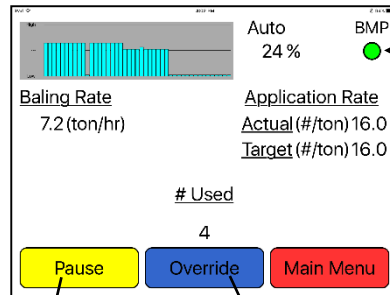 Auto BMP
24 %
Baling Rate Application Rate
7.2 (ton/hr) Actual (#/ton) 16.0
Target (#/ton) 16.0
# Used
4
Pause Override Main Menu